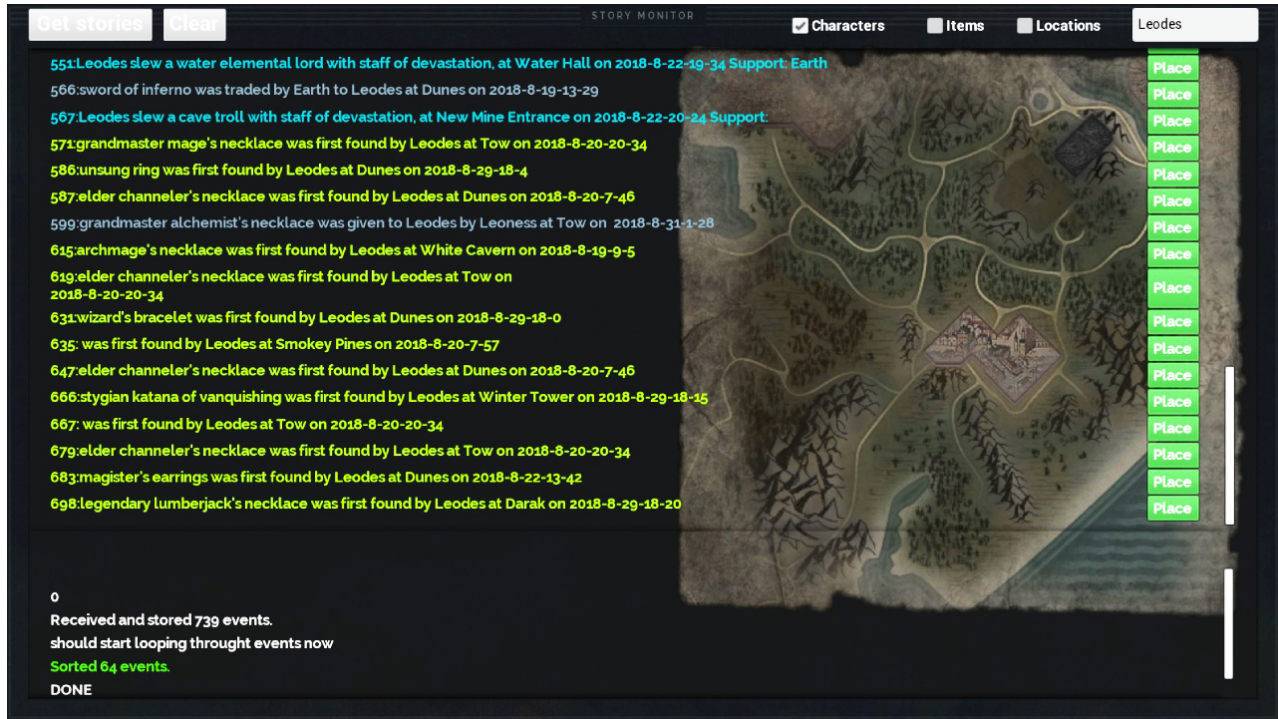 STORY MONITOR
Get stories
Clear
Characters
Items
Locations
Leodes
551:Leodes slew a water elemental lord with staff of devastation, at Water Hall on 2018-8-22-19-34 Support: Earth
Place
566:sword of inferno was traded by Earth to Leodes at Dunes on 2018-8-19-13-29
Place
567:Leodes slew a cave troll with staff of devastation, at New Mine Entrance on 2018-8-22-20-24 Support:
Place
571:grandmaster mage's necklace was first found by Leodes at Tow on 2018-8-20-20-34
Place
586:unsung ring was first found by Leodes at Dunes on 2018-8-29-18-4
Place
587:elder channeler's necklace was first found by Leodes at Dunes on 2018-8-20-7-46
Place
599:grandmaster alchemist's necklace was given to Leodes by Leoness at Tow on 2018-8-31-1-28
Place
615:archmage's necklace was first found by Leodes at White Cavern on 2018-8-19-9-5
Place
619:elder channeler's necklace was first found by Leodes at Tow on
2018-8-20-20-34
Place
631:wizard's bracelet was first found by Leodes at Dunes on 2018-8-29-18-0
Place
635: was first found by Leodes at Smokey Pines on 2018-8-20-7-57
Place
647:elder channeler's necklace was first found by Leodes at Dunes on 2018-8-20-7-46
Place
666:stygian katana of vanquishing was first found by Leodes at Winter Tower on 2018-8-29-18-15
Place
667: was first found by Leodes at Tow on 2018-8-20-20-34
Place
679:elder channeler's necklace was first found by Leodes at Tow on 2018-8-20-20-34
Place
683:magister's earrings was first found by Leodes at Dunes on 2018-8-22-13-42
Place
698:legendary lumberjack's necklace was first found by Leodes at Darak on 2018-8-29-18-20
Place
0
Received and stored 739 events.
should start looping throught events now
Sorted 64 events.
DONE